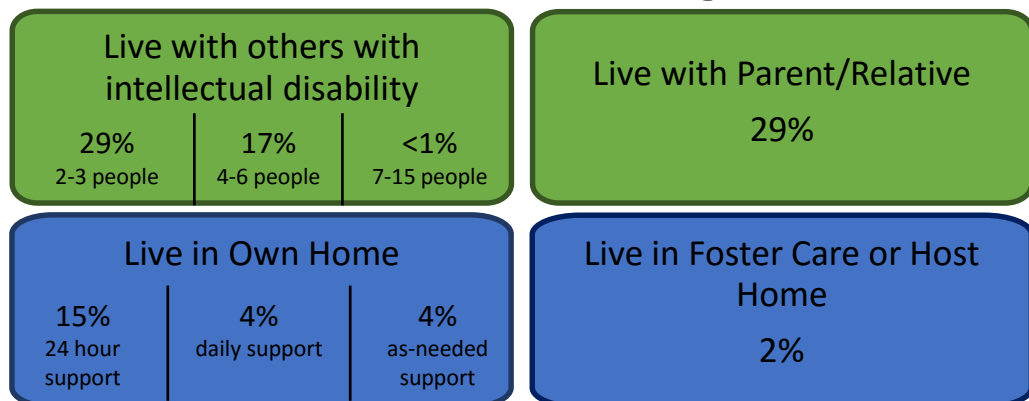 Live with others with
intellectual disability
29%
2-3 people
17%
4-6 people
<1%
7-15 people
Live with Parent/Relative
29%
Live in Own Home
15%
24 hour
support
4%
daily support
4%
as-needed
support
Live in Foster Care or Host
Home
2%